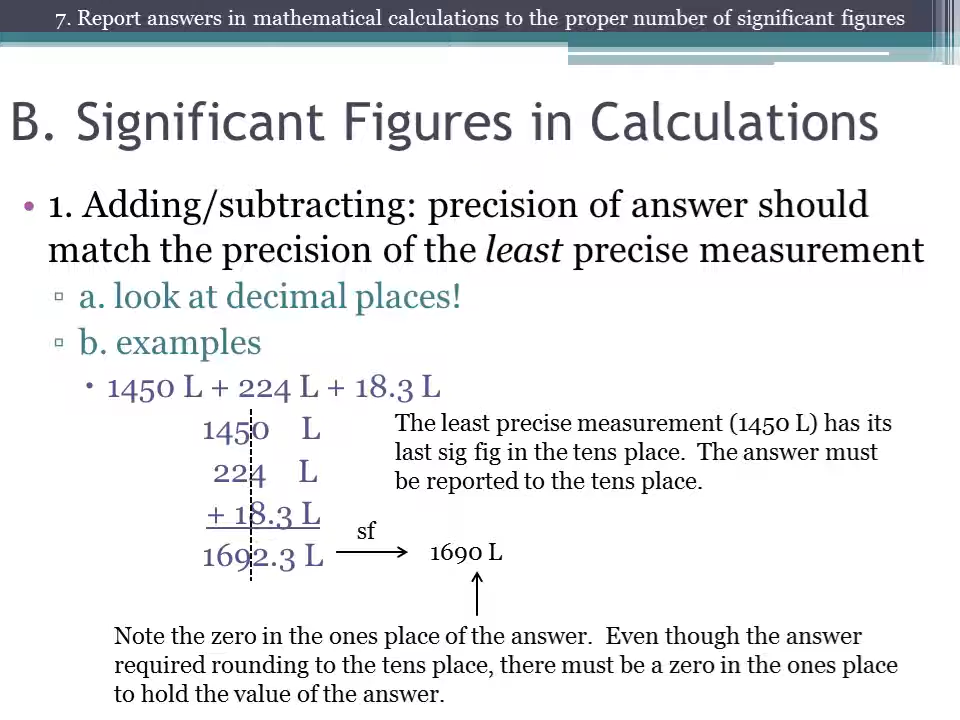 7. Report answers in mathematical calculations to the proper number of significant figures
B. Significant Figures in Calculations
• 1. Adding/subtracting: precision of answer should
match the precision of the least precise measurement
▫ a. look at decimal places!
▫ b. examples
▪ 1450 L + 224 L + 18.3 L
1450 L
224 L
+ 18.3 L
1692.3 L
The least precise measurement (1450 L) has its
last sig fig in the tens place. The answer must
be reported to the tens place.
sf
1690 L
Note the zero in the ones place of the answer. Even though the answer
required rounding to the tens place, there must be a zero in the ones place
to hold the value of the answer.